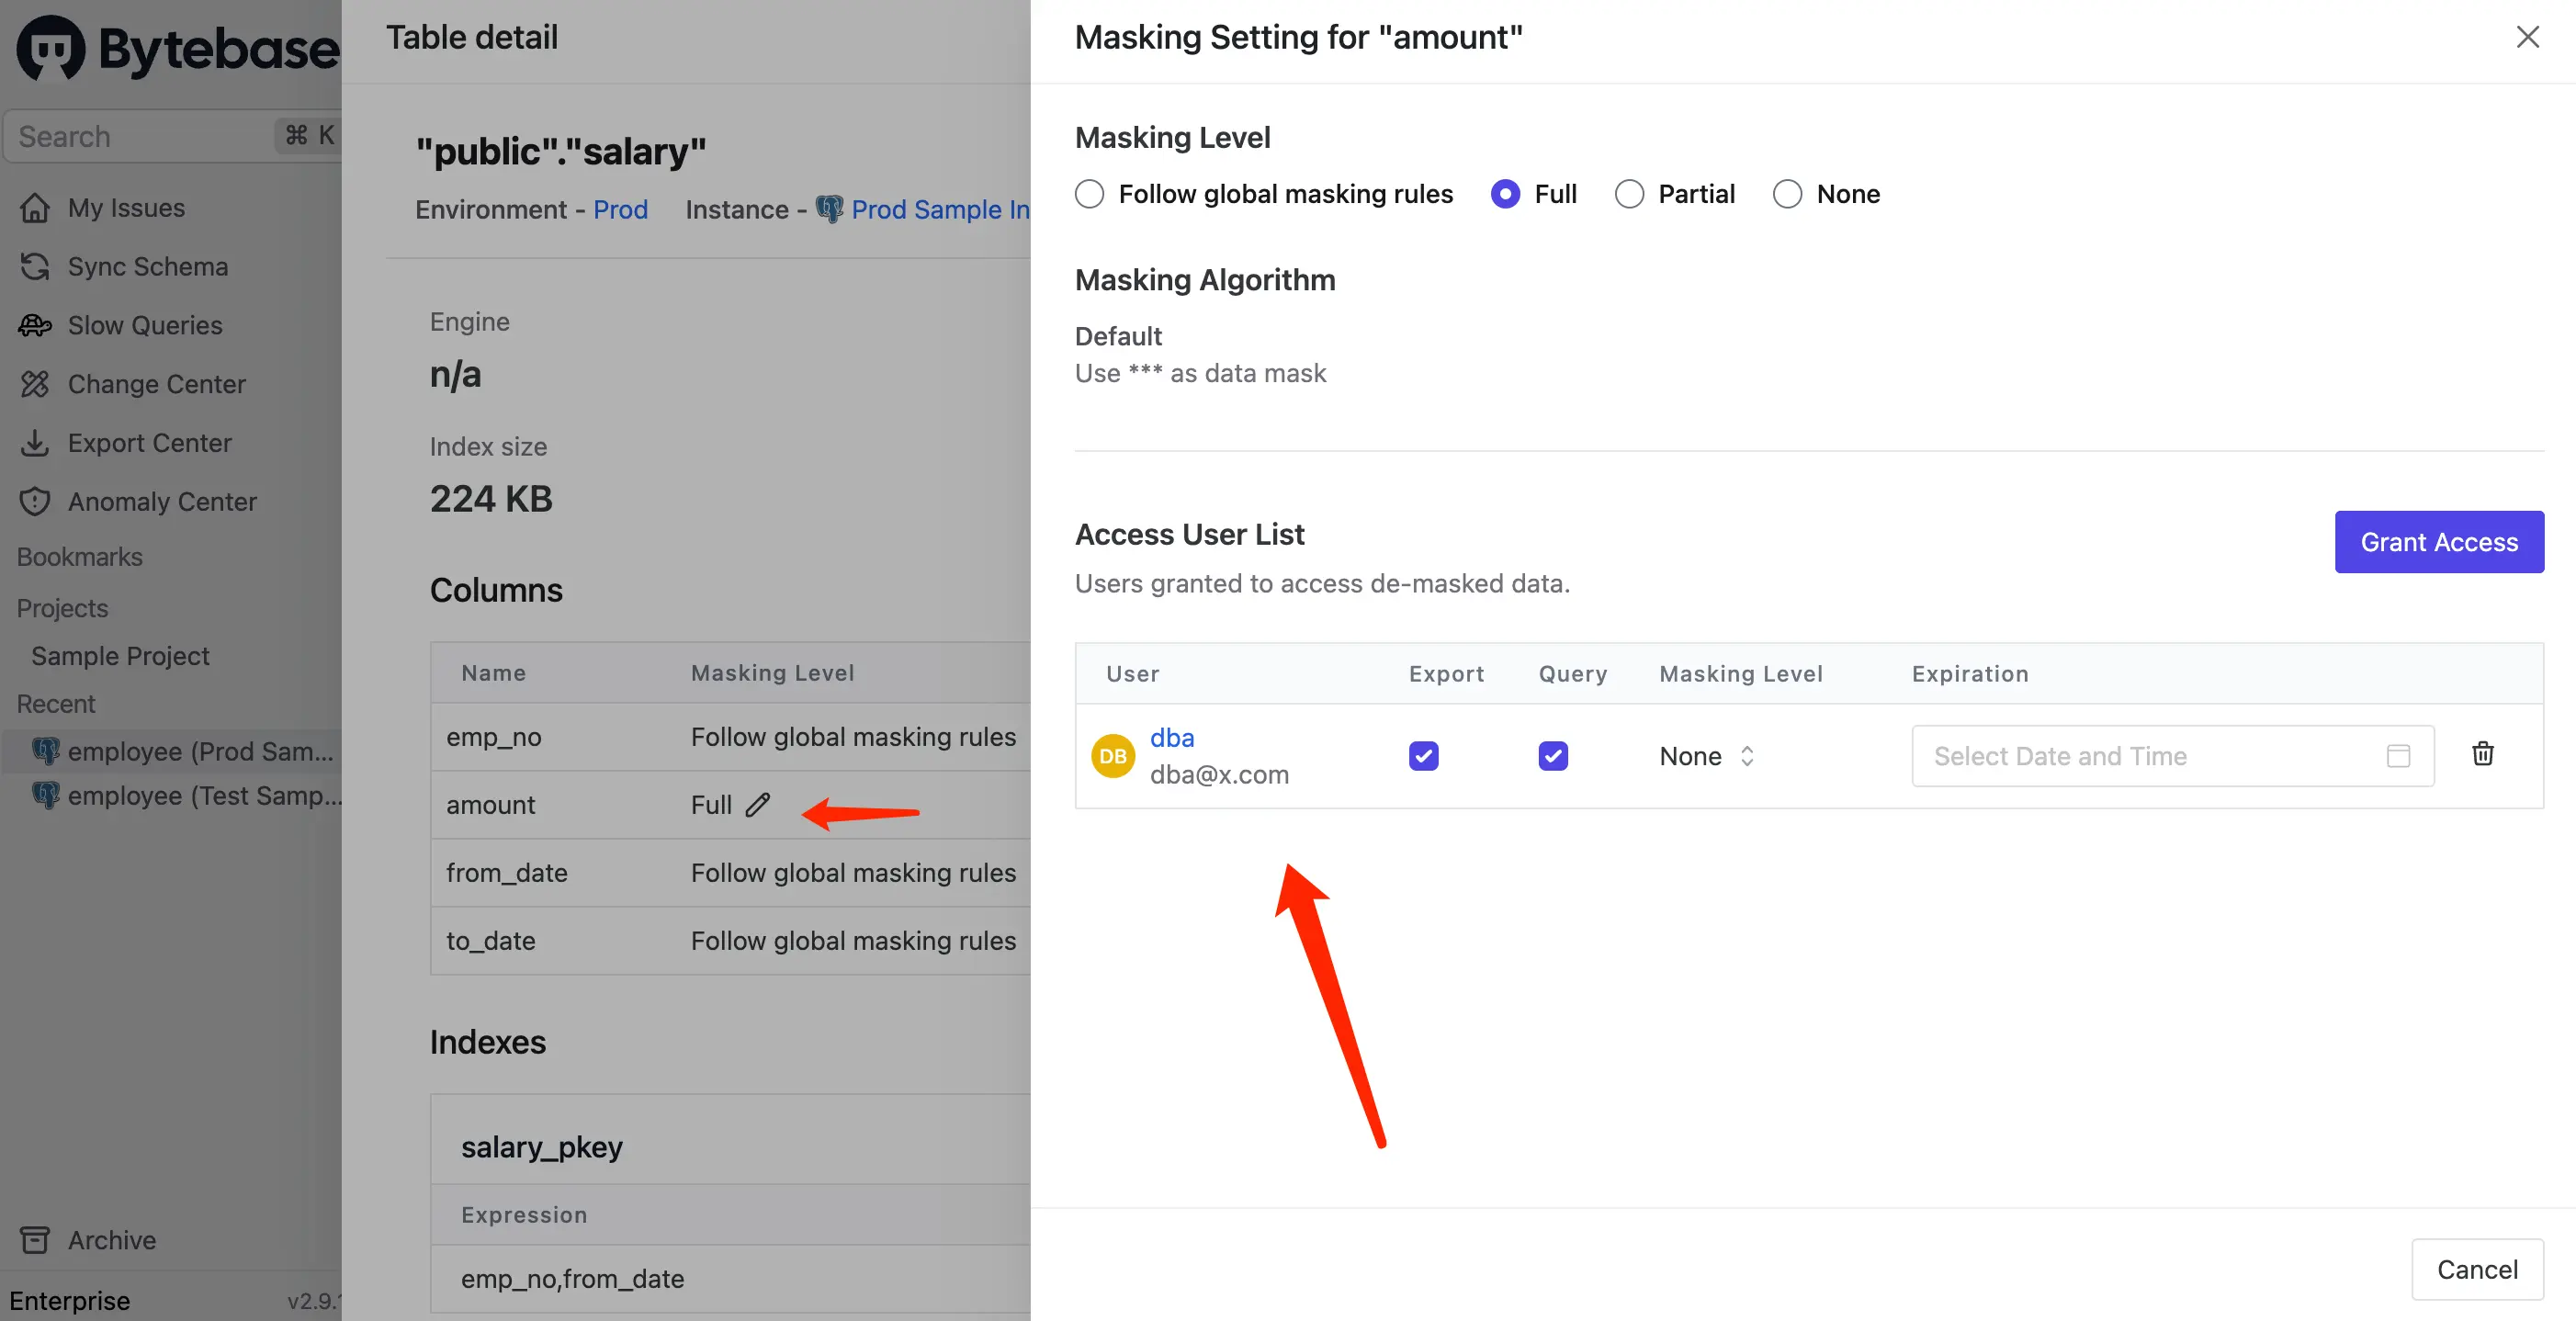 Bytebase
Search ⌘ K
My Issues
Sync Schema
Slow Queries
Change Center
Export Center
Anomaly Center
Bookmarks
Projects
Sample Project
Recent
employee (Prod Sam...
employee (Test Samp...
Archive
Enterprise v2.9.
Table detail
"public"."salary"
Environment - Prod Instance - Prod Sample In
Engine
n/a
Index size
224 KB
Columns
Name Masking Level
emp_no Follow global masking rules
amount Full
from_date Follow global masking rules
to_date Follow global masking rules
Indexes
salary_pkey
Expression
emp_no,from_date
Masking Setting for "amount"
Masking Level
Follow global masking rules Full Partial None
Masking Algorithm
Default
Use *** as data mask
Access User List
Grant Access
Users granted to access de-masked data.
User Export Query Masking Level Expiration
DB dba
dba@x.com
None Select Date and Time
Cancel